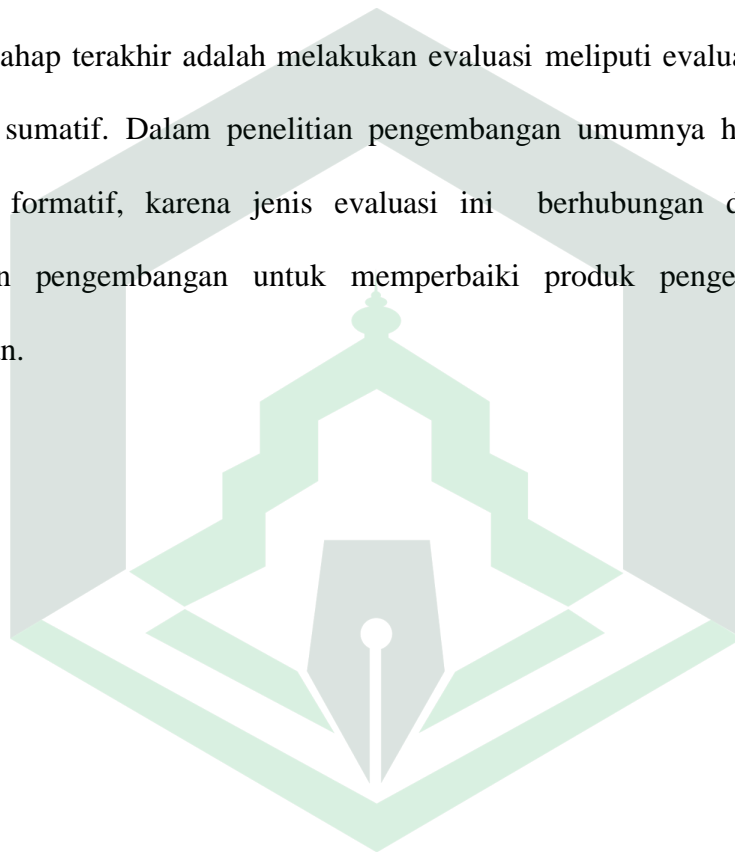 ahap terakhir adalah melakukan evaluasi meliputi evalua
sumatif. Dalam penelitian pengembangan umumnya h
formatif, karena jenis evaluasi ini berhubungan d
n pengembangan untuk memperbaiki produk penge
an.